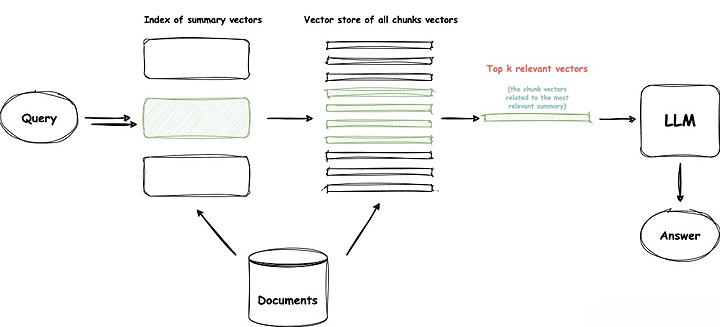 Index of summary vectors
Vector store of all chunks vectors
Query
Top k relevant vectors
(the chunk vectors
related to the most
relevant summary)
LLM
Answer
Documents